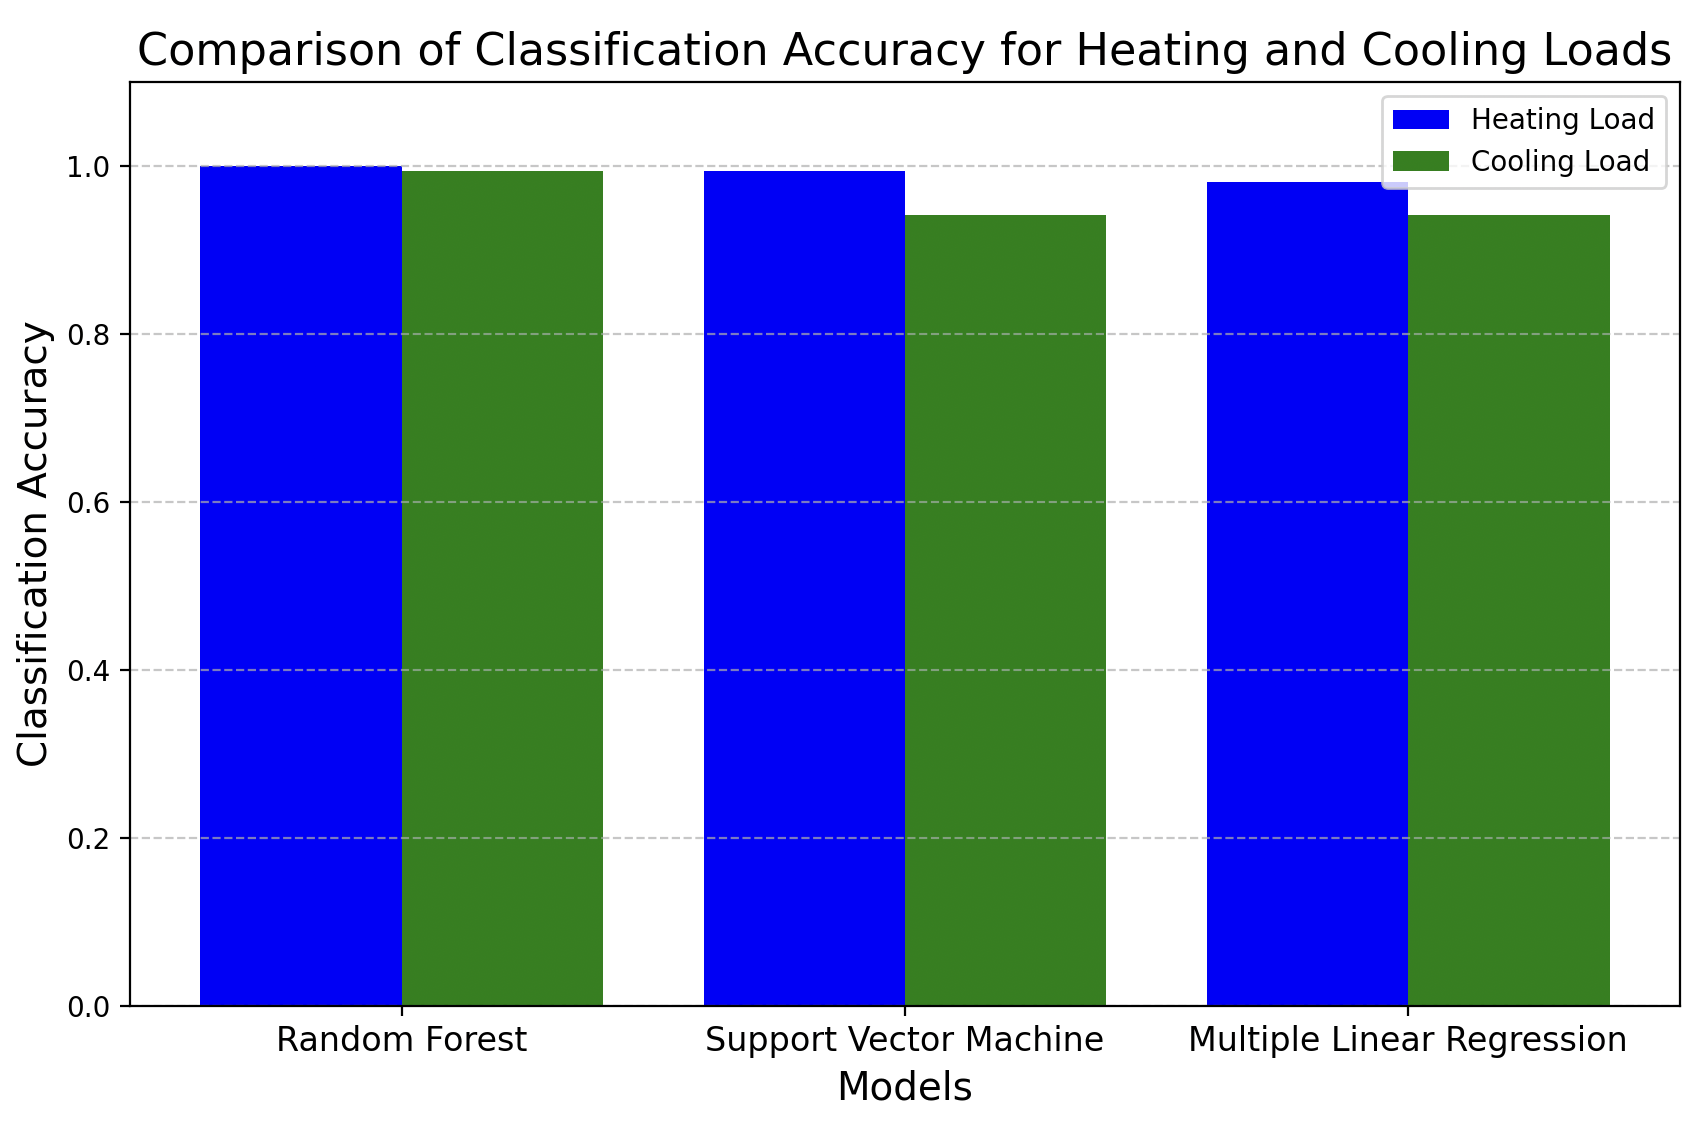 Comparison of Classification Accuracy for Heating and Cooling Loads
Heating Load
Cooling Load
Classification Accuracy
1.0
0.8
0.6
0.4
0.2
0.0
Random Forest
Support Vector Machine
Multiple Linear Regression
Models